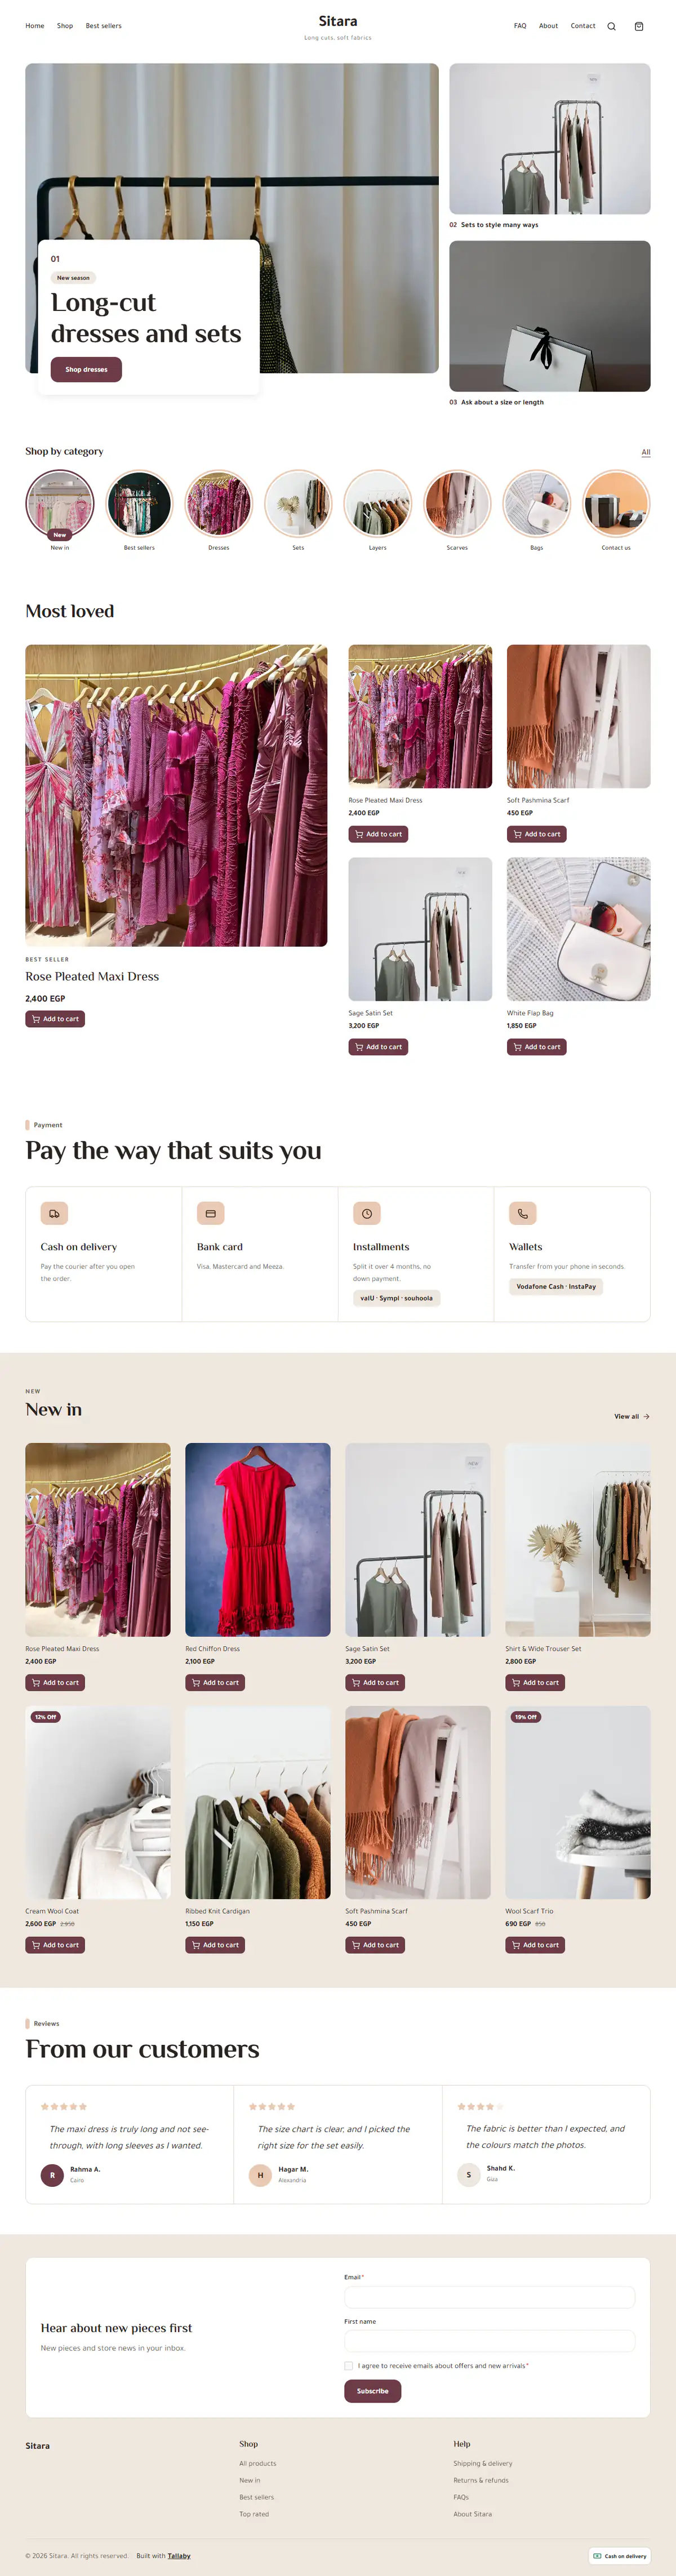 Home Shop Best sellers
Sitara
Long cuts, soft fabrics
FAQ About Contact
01
New season
Long-cut
dresses and sets
Shop dresses
02 Sets to style many ways
03 Ask about a size or length
Shop by category
All
New
New in
Best sellers
Dresses
Sets
Layers
Scarves
Bags
Contact us
Most loved
BEST SELLER
Rose Pleated Maxi Dress
2,400 EGP
Add to cart
Rose Pleated Maxi Dress
2,400 EGP
Add to cart
Soft Pashmina Scarf
450 EGP
Add to cart
Sage Satin Set
3,200 EGP
Add to cart
White Flap Bag
1,850 EGP
Add to cart
Payment
Pay the way that suits you
Cash on delivery
Pay the courier after you open
the order.
Bank card
Visa, Mastercard and Meeza.
Installments
Split it over 4 months, no
down payment.
valU · Sympl · souhoola
Wallets
Transfer from your phone in seconds.
Vodafone Cash · InstaPay
NEW
New in
View all
Rose Pleated Maxi Dress
2,400 EGP
Add to cart
Red Chiffon Dress
2,100 EGP
Add to cart
NEW
Sage Satin Set
3,200 EGP
Add to cart
Shirt & Wide Trouser Set
2,800 EGP
Add to cart
12% Off
Cream Wool Coat
2,600 EGP 2,950
Add to cart
Ribbed Knit Cardigan
1,150 EGP
Add to cart
Soft Pashmina Scarf
450 EGP
Add to cart
19% Off
Wool Scarf Trio
690 EGP 850
Add to cart
Reviews
From our customers
The maxi dress is truly long and not see-
through, with long sleeves as I wanted.
R
Rahma A.
Cairo
The size chart is clear, and I picked the
right size for the set easily.
H
Hagar M.
Alexandria
The fabric is better than I expected, and
the colours match the photos.
S
Shahd K.
Giza
Hear about new pieces first
New pieces and store news in your inbox.
Email*
First name
I agree to receive emails about offers and new arrivals*
Subscribe
Sitara
Shop
All products
New in
Best sellers
Top rated
Help
Shipping & delivery
Returns & refunds
FAQs
About Sitara
© 2026 Sitara. All rights reserved. Built with Tallaby
Cash on delivery